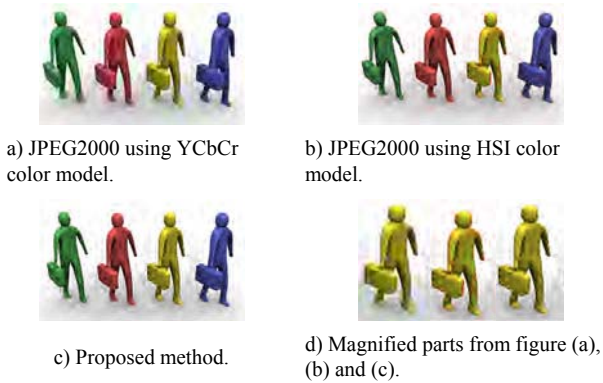 a) JPEG2000 using YCbCr
color model.
b) JPEG2000 using HSI color
model.
c) Proposed method.
d) Magnified parts from figure (a),
(b) and (c).